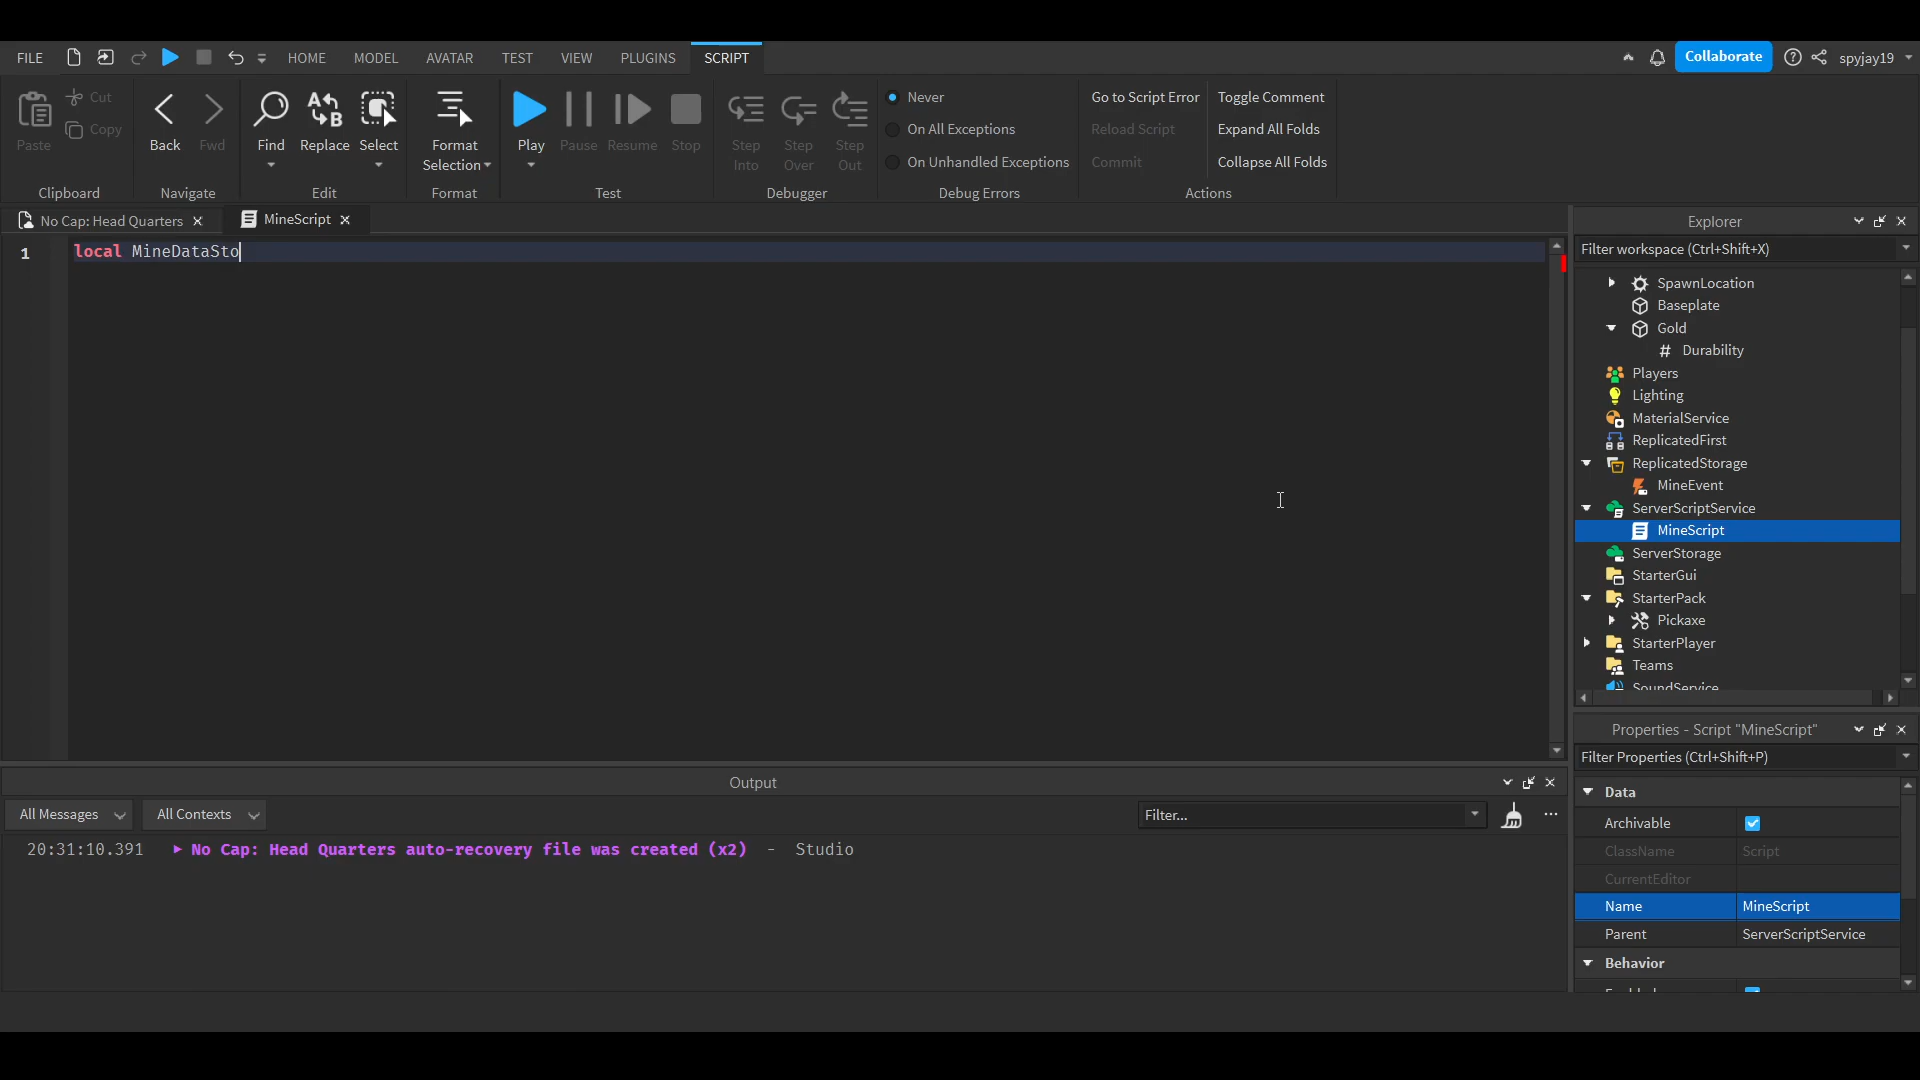 FILE HOME MODEL AVATAR TEST VIEW PLUGINS SCRIPT Collaborate spyjay19
Paste Cut Copy
Back Fwd
Find Replace Select
Format Selection
Play Pause Resume Stop
Step Into Step Over Step Out
Never
On All Exceptions
On Unhandled Exceptions
Go to Script Error
Reload Script
Commit
Toggle Comment
Expand All Folds
Collapse All Folds
Clipboard Navigate Edit Format Test Debugger Debug Errors Actions
No Cap: Head Quarters MineScript
1 local MineDataSto
Explorer
Filter workspace (Ctrl+Shift+X)
SpawnLocation
Baseplate
Gold
# Durability
Players
Lighting
MaterialService
ReplicatedFirst
ReplicatedStorage
MineEvent
ServerScriptService
MineScript
ServerStorage
StarterGui
StarterPack
Pickaxe
StarterPlayer
Teams
SoundService
Output
All Messages All Contexts Filter...
20:31:10.391 No Cap: Head Quarters auto-recovery file was created (x2) - Studio
Properties - Script "MineScript"
Filter Properties (Ctrl+Shift+P)
Data
Archivable
ClassName Script
CurrentEditor
Name MineScript
Parent ServerScriptService
Behavior